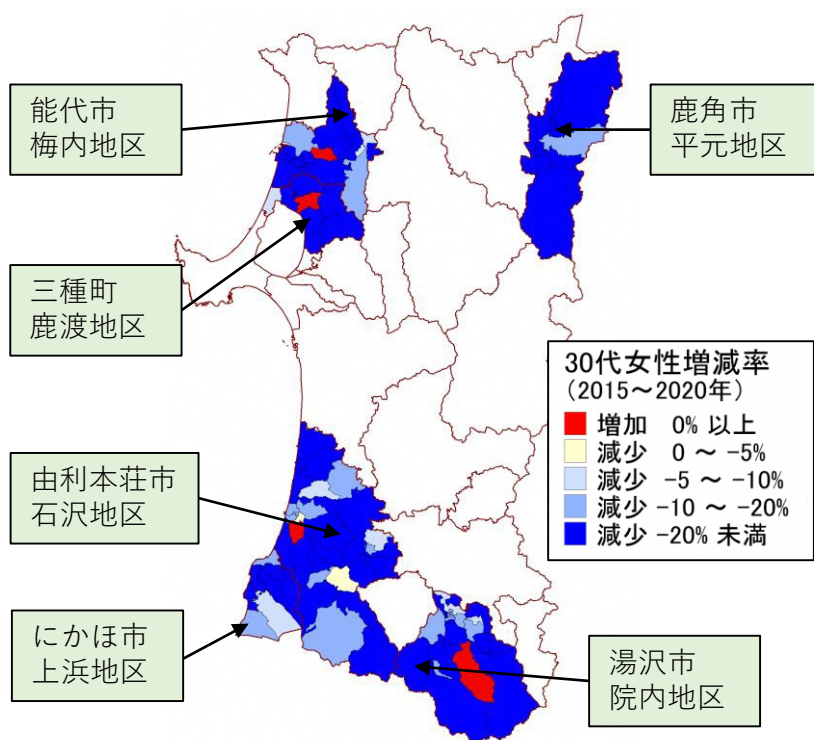 能代市
梅内地区
鹿角市
平元地区
三種町
鹿渡地区
30代女性増減率
(2015～2020年)
増加 0% 以上
減少 0 ～ -5%
減少 -5 ～ -10%
減少 -10 ～ -20%
減少 -20% 未満
由利本荘市
石沢地区
にかほ市
上浜地区
湯沢市
院内地区